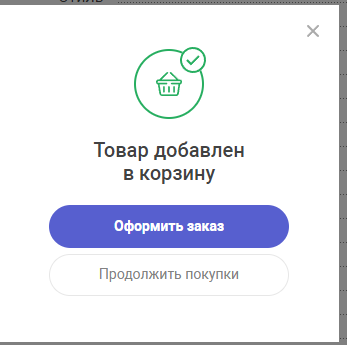 Товар добавлен
в корзину
Оформить заказ
Продолжить покупки